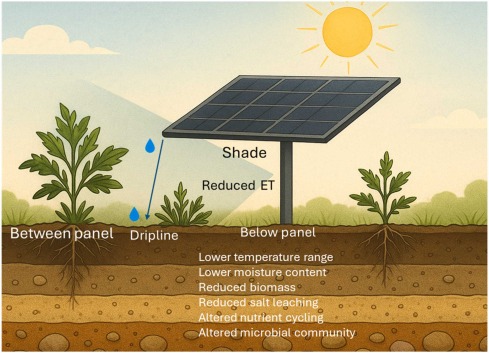 Shade
Reduced ET
Between panel
Dripline
Below panel
Lower temperature range
Lower moisture content
Reduced biomass
Reduced salt leaching
Altered nutrient cycling
Altered microbial community